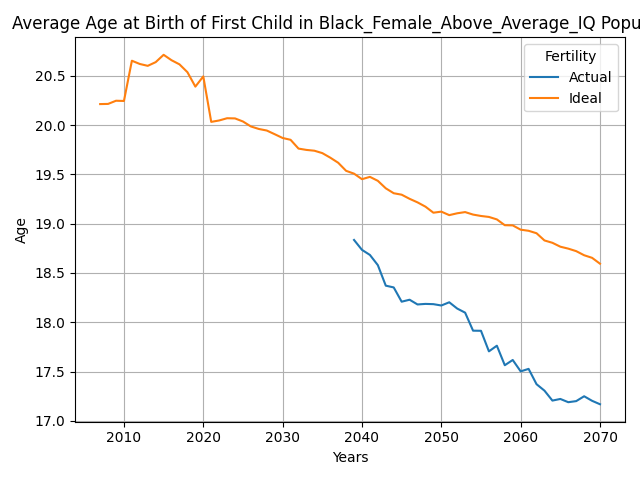 Average Age at Birth of First Child in Black_Female_Above_Average_IQ Popu
Fertility
Actual
Ideal
20.5
20.0
19.5
19.0
18.5
18.0
17.5
17.0
Age
2010 2020 2030 2040 2050 2060 2070
Years